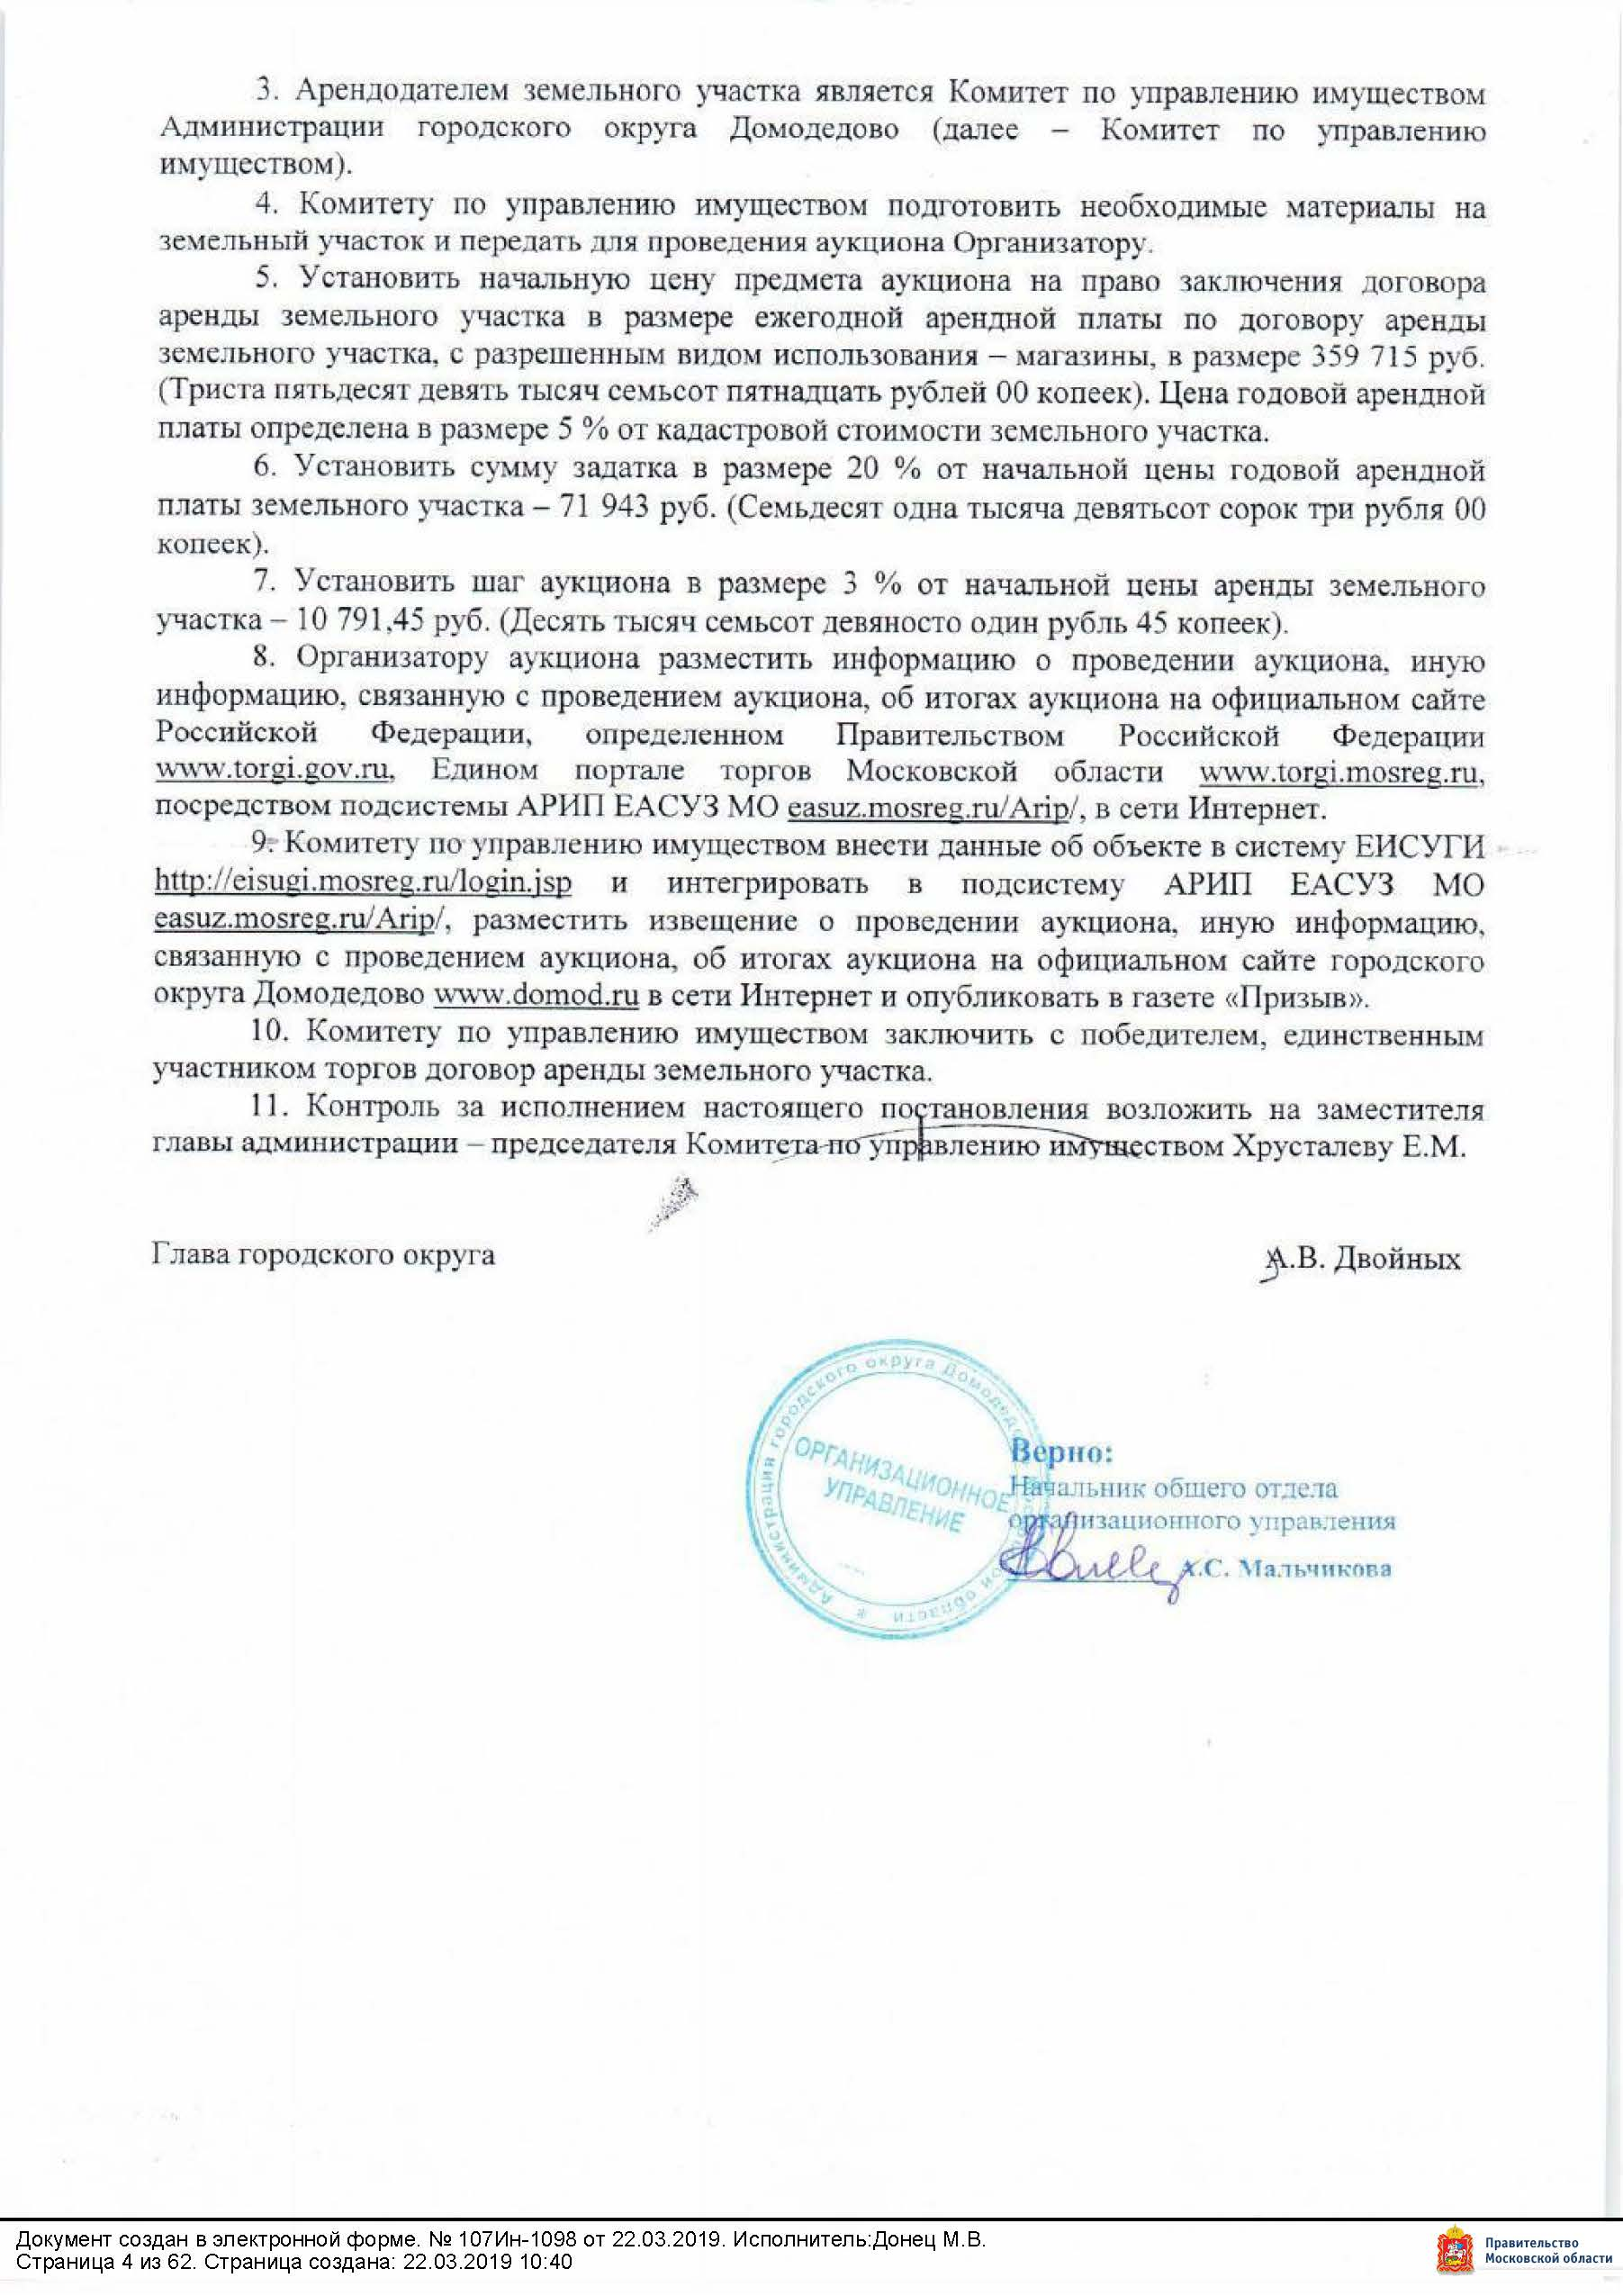 3. Арендодателем земельного участка является Комитет по управлению имуществом
Администрации городского округа Домодедово (далее – Комитет по управлению
имуществом).
4. Комитету по управлению имуществом подготовить необходимые материалы на
земельный участок и передать для проведения аукциона Организатору.
5. Установить начальную цену предмета аукциона на право заключения договора
аренды земельного участка в размере ежегодной арендной платы по договору аренды
земельного участка, с разрешенным видом использования – магазины, в размере 359 715 руб.
(Триста пятьдесят девять тысяч семьсот пятнадцать рублей 00 копеек). Цена годовой арендной
платы определена в размере 5 % от кадастровой стоимости земельного участка.
6. Установить сумму задатка в размере 20 % от начальной цены годовой арендной
платы земельного участка – 71 943 руб. (Семьдесят одна тысяча девятьсот сорок три рубля 00
копеек).
7. Установить шаг аукциона в размере 3 % от начальной цены аренды земельного
участка – 10 791,45 руб. (Десять тысяч семьсот девяносто один рубль 45 копеек).
8. Организатору аукциона разместить информацию о проведении аукциона, иную
информацию, связанную с проведением аукциона, об итогах аукциона на официальном сайте
Российской Федерации, определенном Правительством Российской Федерации
www.torgi.gov.ru, Едином портале торгов Московской области www.torgi.mosreg.ru,
посредством подсистемы АРИП ЕАСУЗ МО easuz.mosreg.ru/Arip/, в сети Интернет.
9. Комитету по управлению имуществом внести данные об объекте в систему ЕИСУГИ
http://eisugi.mosreg.ru/login.jsp и интегрировать в подсистему АРИП ЕАСУЗ МО
easuz.mosreg.ru/Arip/, разместить извещение о проведении аукциона, иную информацию,
связанную с проведением аукциона, об итогах аукциона на официальном сайте городского
округа Домодедово www.domod.ru в сети Интернет и опубликовать в газете «Призыв».
10. Комитету по управлению имуществом заключить с победителем, единственным
участником торгов договор аренды земельного участка.
11. Контроль за исполнением настоящего постановления возложить на заместителя
главы администрации – председателя Комитета по управлению имуществом Хрусталеву Е.М.
Глава городского округа А.В. Двойных
Администрация городского округа Домодедово области
ОРГАНИЗАЦИОННОЕ
УПРАВЛЕНИЕ
Верно:
Начальник общего отдела
организационного управления
А.С. Мальчикова
Документ создан в электронной форме. № 107Ин-1098 от 22.03.2019. Исполнитель:Донец М.В.
Страница 4 из 62. Страница создана: 22.03.2019 10:40
Правительство
Московской области